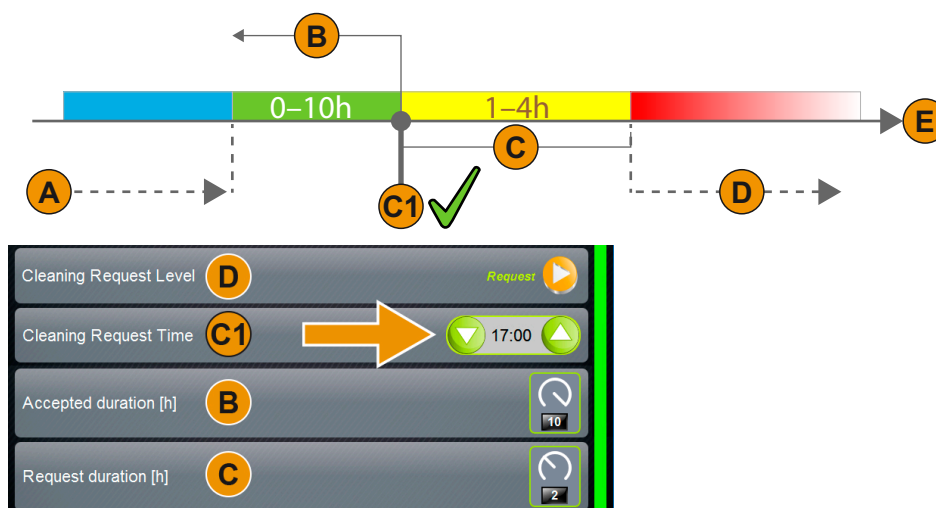 B
0–10h
1–4h
E
C
A
C1
D
Cleaning Request Level D Request
Cleaning Request Time C1 17:00
Accepted duration [h] B 10
Request duration [h] C 2